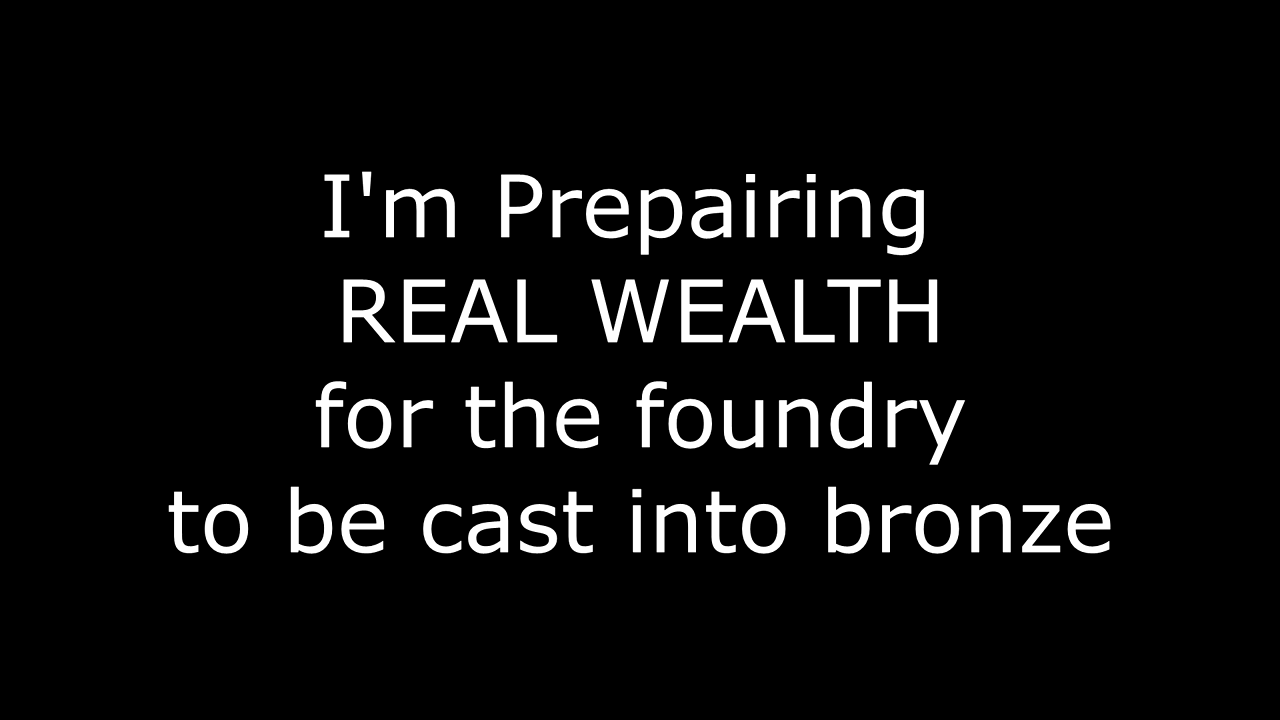 I'm Prepairing
REAL WEALTH
for the foundry
to be cast into bronze